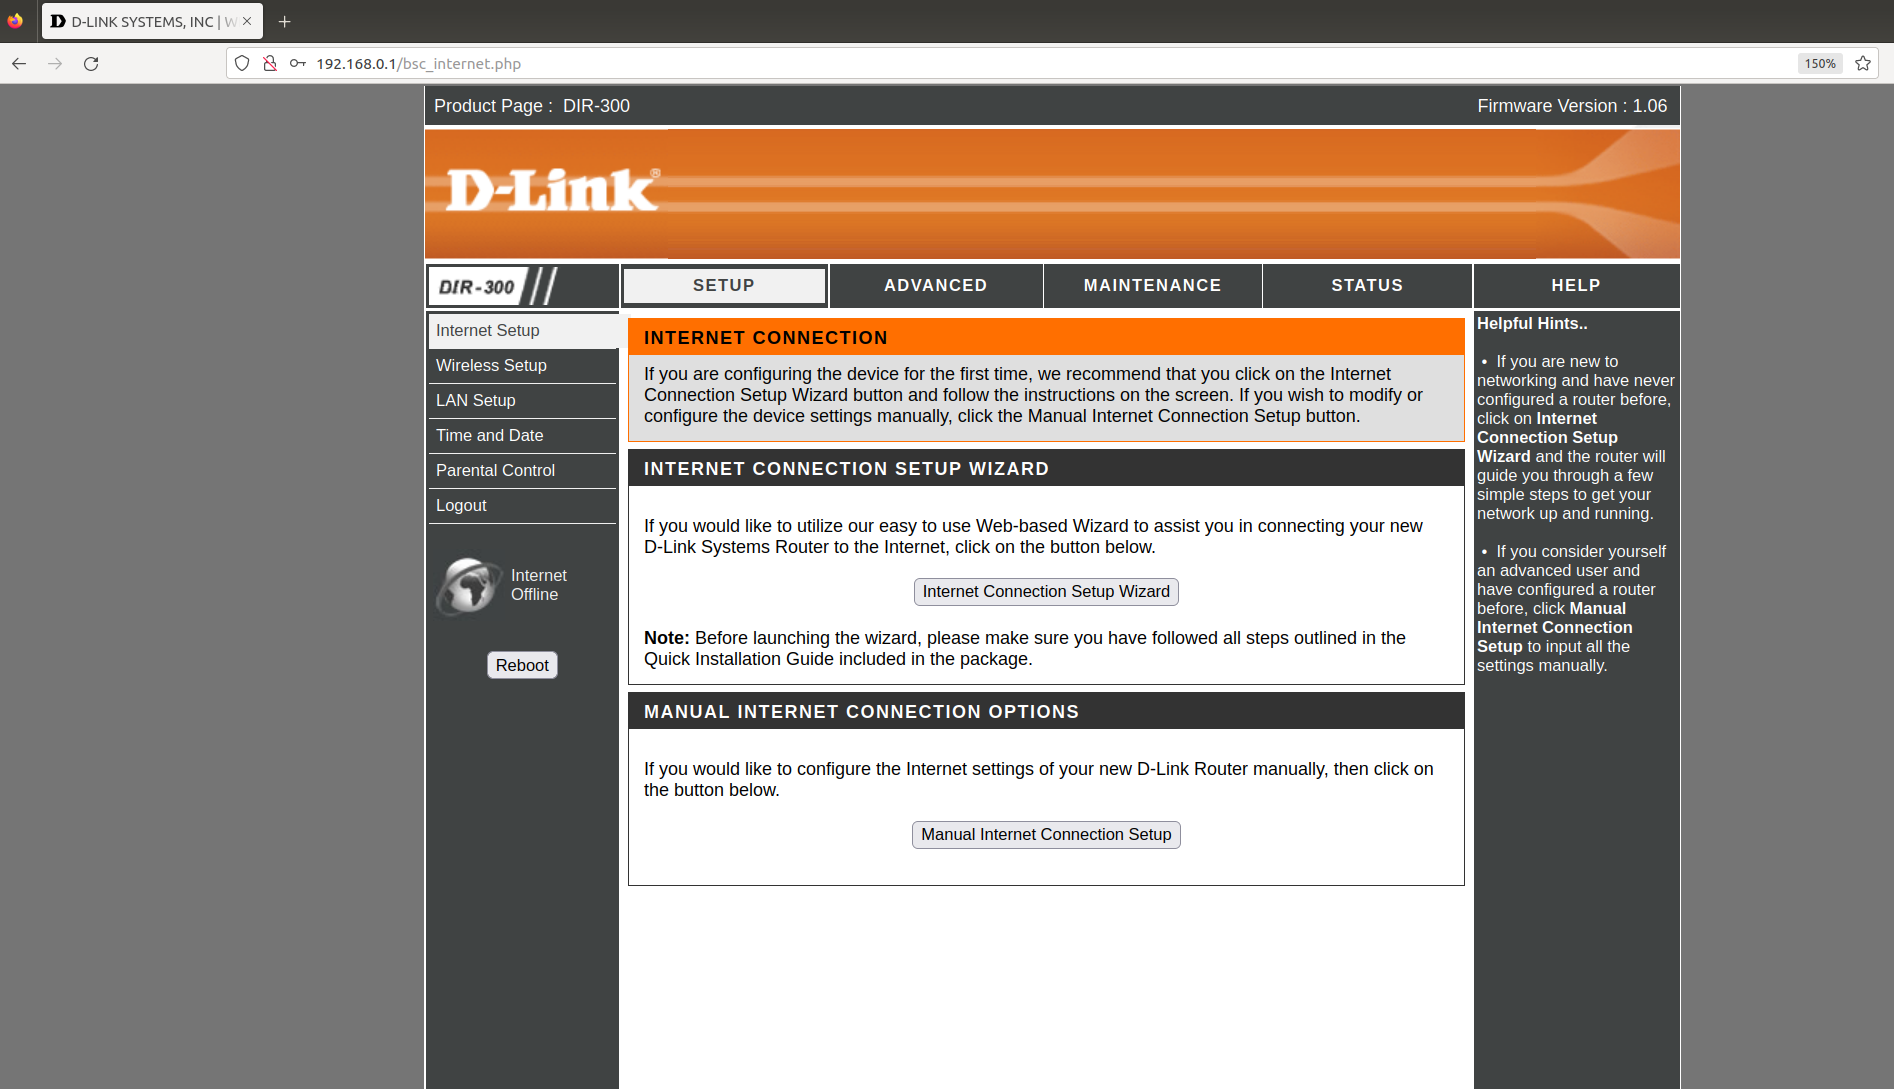 D-LINK SYSTEMS, INC | W
192.168.0.1/bsc_internet.php
150%
Product Page : DIR-300
Firmware Version : 1.06
D-Link®
DIR-300
SETUP
ADVANCED
MAINTENANCE
STATUS
HELP
Internet Setup
Wireless Setup
LAN Setup
Time and Date
Parental Control
Logout
Internet
Offline
Reboot
INTERNET CONNECTION
If you are configuring the device for the first time, we recommend that you click on the Internet
Connection Setup Wizard button and follow the instructions on the screen. If you wish to modify or
configure the device settings manually, click the Manual Internet Connection Setup button.
INTERNET CONNECTION SETUP WIZARD
If you would like to utilize our easy to use Web-based Wizard to assist you in connecting your new
D-Link Systems Router to the Internet, click on the button below.
Internet Connection Setup Wizard
Note: Before launching the wizard, please make sure you have followed all steps outlined in the
Quick Installation Guide included in the package.
MANUAL INTERNET CONNECTION OPTIONS
If you would like to configure the Internet settings of your new D-Link Router manually, then click on
the button below.
Manual Internet Connection Setup
Helpful Hints..
• If you are new to
networking and have never
configured a router before,
click on Internet
Connection Setup
Wizard and the router will
guide you through a few
simple steps to get your
network up and running.
• If you consider yourself
an advanced user and
have configured a router
before, click Manual
Internet Connection
Setup to input all the
settings manually.